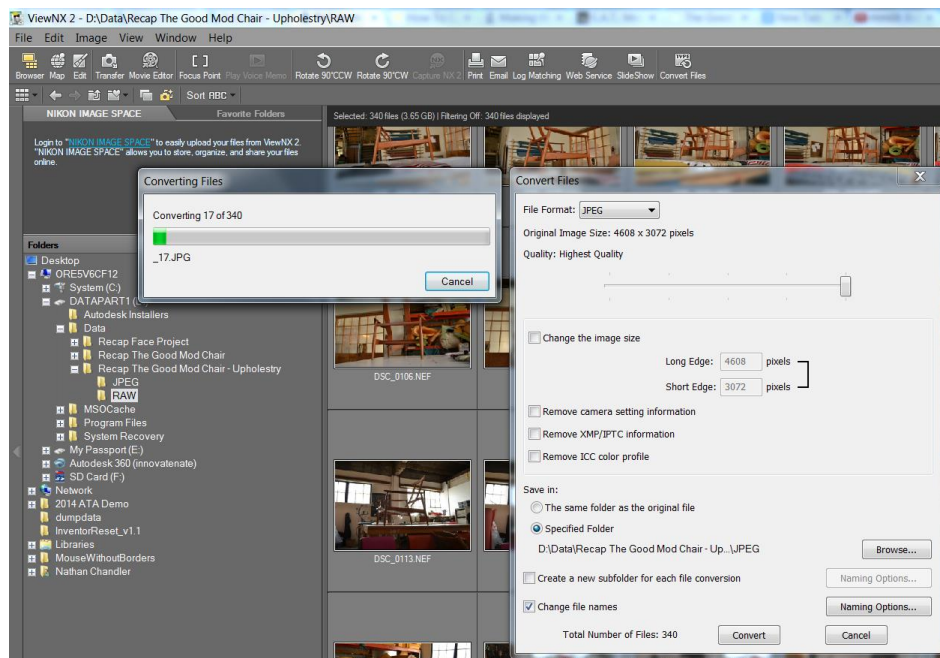 ViewNX 2 - D:\Data\Recap The Good Mod Chair - Upholestry\RAW
File Edit Image View Window Help
Browser Map Edit Transfer Movie Editor Focus Point Play Voice Memo Rotate 90°CCW Rotate 90°CW Capture NX 2 Print Email Log Matching Web Service SlideShow Convert Files
Sort ABC
NIKON IMAGE SPACE Favorite Folders
Selected: 340 files (3.65 GB) | Filtering Off: 340 files displayed
Login to "NIKON IMAGE SPACE" to easily upload your files from ViewNX 2.
"NIKON IMAGE SPACE" allows you to store, organize, and share your files
online.
Converting Files
Converting 17 of 340
_17.JPG
Cancel
Folders
Desktop
ORE5V6CF12
System (C:)
DATAPART1 (
Autodesk Installers
Data
Recap Face Project
Recap The Good Mod Chair
Recap The Good Mod Chair - Upholestry
JPEG
RAW
MSOCache
Program Files
System Recovery
My Passport (E:)
Autodesk 360 (innovatenate)
SD Card (F:)
Network
2014 ATA Demo
dumpdata
InventorReset_v1.1
Libraries
MouseWithoutBorders
Nathan Chandler
DSC_0106.NEF
DSC_0113.NEF
Convert Files
X
File Format: JPEG
Original Image Size: 4608 x 3072 pixels
Quality: Highest Quality
Change the image size
Long Edge: 4608 pixels
Short Edge: 3072 pixels
Remove camera setting information
Remove XMP/IPTC information
Remove ICC color profile
Save in:
The same folder as the original file
Specified Folder
D:\Data\Recap The Good Mod Chair - Up...\JPEG
Browse...
Create a new subfolder for each file conversion
Naming Options...
Change file names
Naming Options...
Total Number of Files: 340
Convert
Cancel